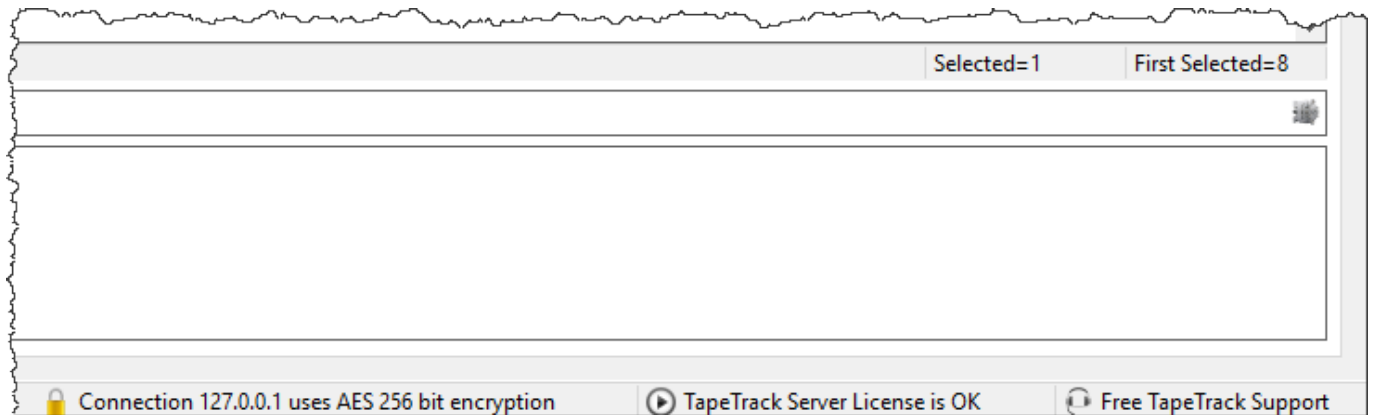 Selected=1 First Selected=8
Connection 127.0.0.1 uses AES 256 bit encryption TapeTrack Server License is OK Free TapeTrack Support